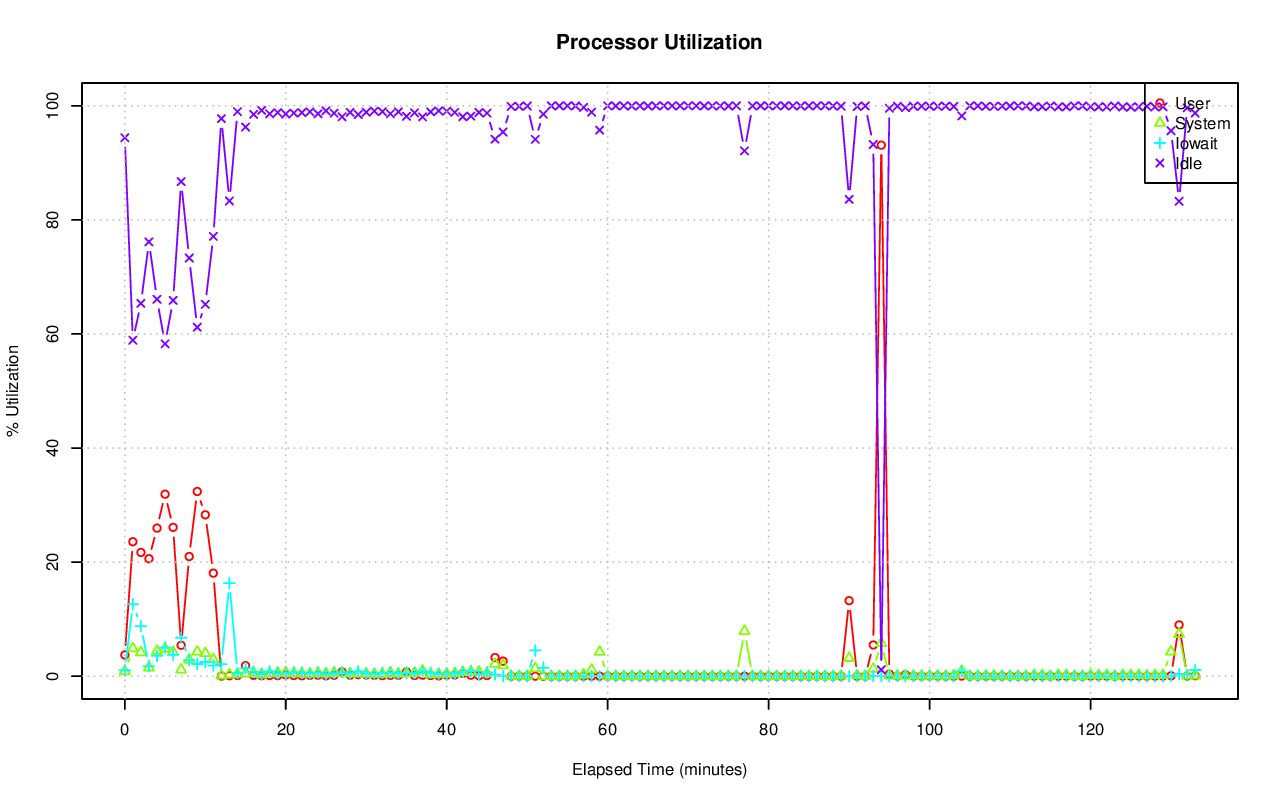 Processor Utilization
% Utilization
100
80
60
40
20
0
User
System
Iowait
Idle
0 20 40 60 80 100 120
Elapsed Time (minutes)